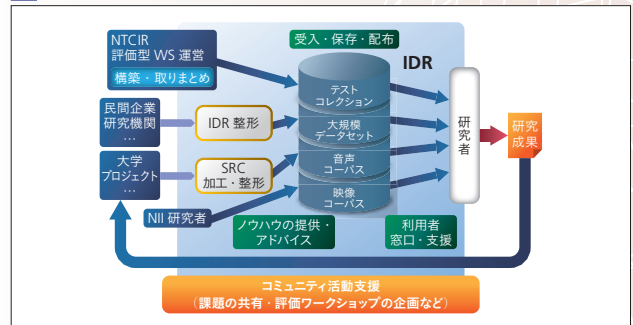 NTCIR
評価型 WS 運営
構築・取りまとめ
受入・保存・配布
IDR
民間企業
研究機関
…
IDR 整形
大学
プロジェクト
…
SRC
加工・整形
NII 研究者
テスト
コレクション
大規模
データセット
音声
コーパス
映像
コーパス
研究者
研究
成果
ノウハウの提供・
アドバイス
利用者
窓口・支援
コミュニティ活動支援
（課題の共有・評価ワークショップの企画など）